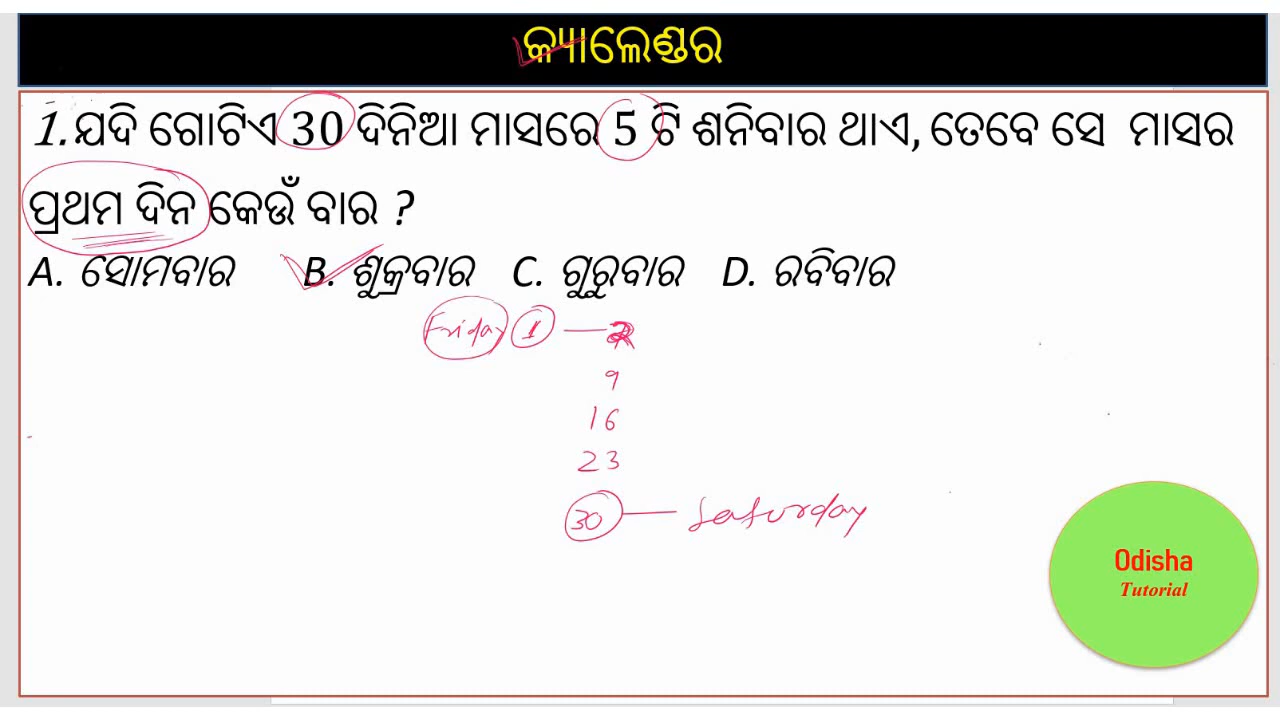 କ୍ୟାଲେଣ୍ଡର
1. ଯଦି ଗୋଟିଏ 30 ଦିନିଆ ମାସରେ 5 ଟି ଶନିବାର ଥାଏ, ତେବେ ସେ ମାସର
ପ୍ରଥମ ଦିନ କେଉଁ ବାର ?
A. ସୋମବାର B. ଶୁକ୍ରବାର C. ଗୁରୁବାର D. ରବିବାର
Friday 1 — 2
9
16
23
30 — Saturday
Odisha
Tutorial